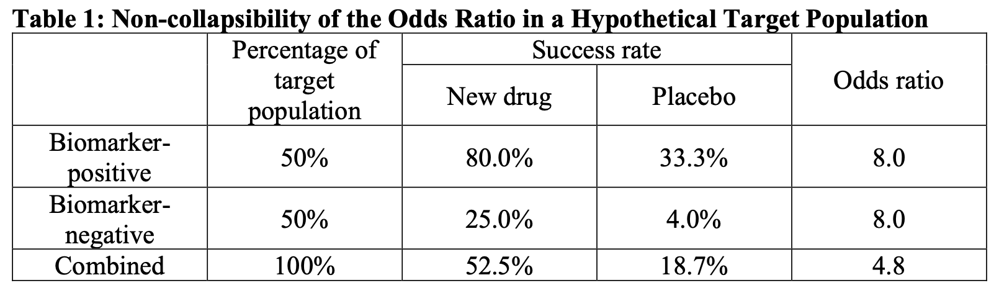 Table 1: Non-collapsibility of the Odds Ratio in a Hypothetical Target Population
Percentage of
target
population
Success rate
Odds ratio
New drug
Placebo
Biomarker-
positive
50%
80.0%
33.3%
8.0
Biomarker-
negative
50%
25.0%
4.0%
8.0
Combined
100%
52.5%
18.7%
4.8